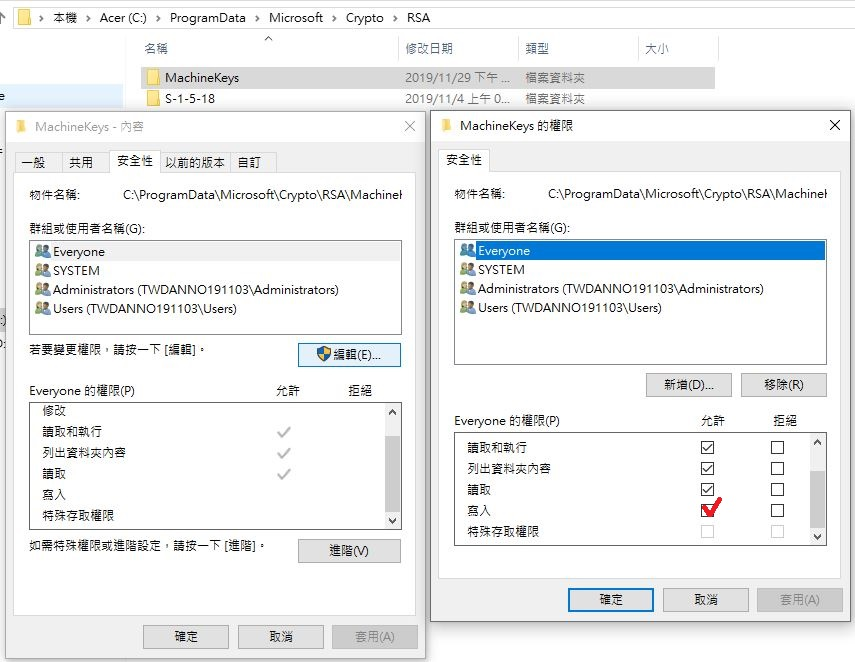 本機 › Acer (C:) › ProgramData › Microsoft › Crypto › RSA
名稱 修改日期 類型 大小
MachineKeys 2019/11/29 下午 ... 檔案資料夾
S-1-5-18 2019/11/4 上午 0... 檔案資料夾
MachineKeys - 內容
一般 共用 安全性 以前的版本 自訂
物件名稱: C:\ProgramData\Microsoft\Crypto\RSA\Machine
群組或使用者名稱(G):
Everyone
SYSTEM
Administrators (TWDANNO191103\Administrators)
Users (TWDANNO191103\Users)
若要變更權限，請按一下 [編輯]。
編輯(E)...
Everyone 的權限(P) 允許 拒絕
修改
讀取和執行
列出資料夾內容
讀取
寫入
特殊存取權限
如需特殊權限或進階設定，請按一下 [進階]。
進階(V)
確定 取消 套用(A)
MachineKeys 的權限
安全性
物件名稱: C:\ProgramData\Microsoft\Crypto\RSA\Machine
群組或使用者名稱(G):
Everyone
SYSTEM
Administrators (TWDANNO191103\Administrators)
Users (TWDANNO191103\Users)
新增(D)... 移除(R)
Everyone 的權限(P) 允許 拒絕
讀取和執行
列出資料夾內容
讀取
寫入
特殊存取權限
確定 取消 套用(A)